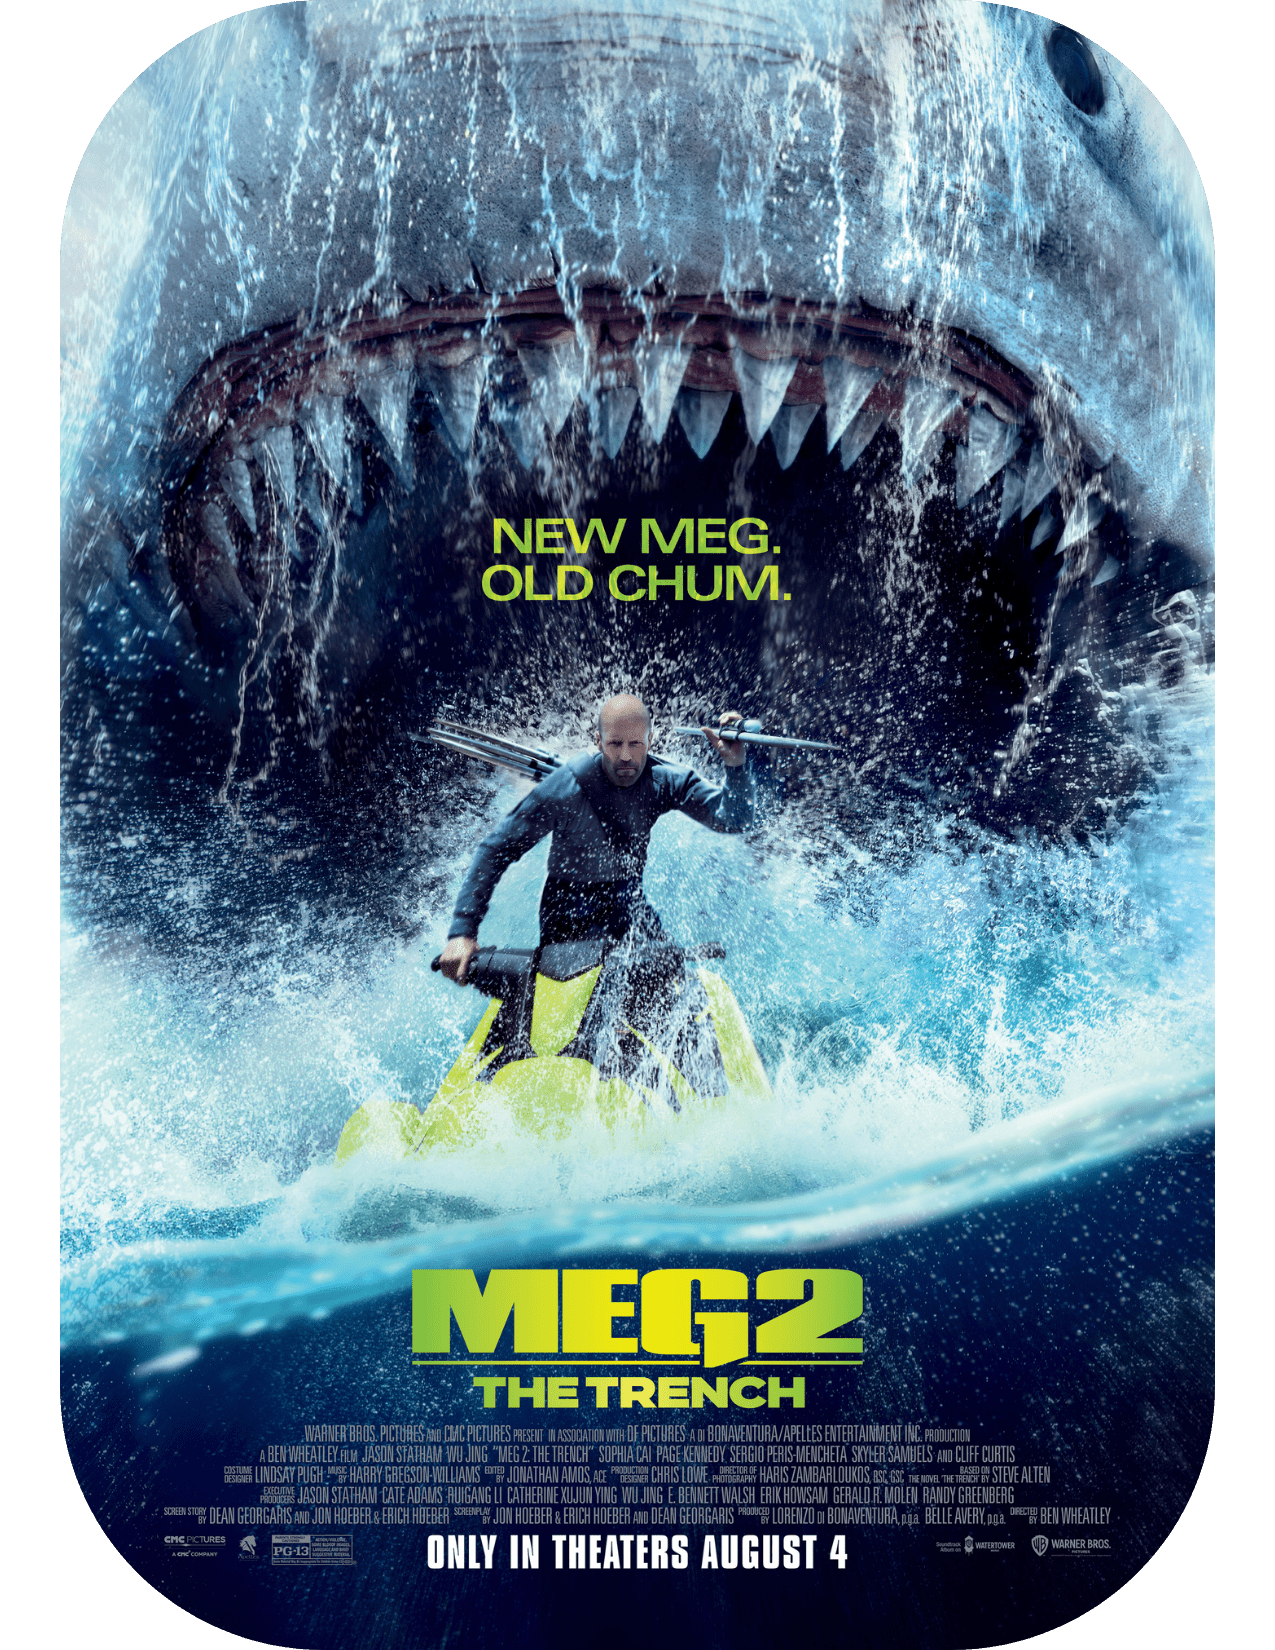 NEW MEG.
OLD CHUM.
MEG2
THE TRENCH
WARNER BROS. PICTURES AND CMC PICTURES PRESENT IN ASSOCIATION WITH DF PICTURES A DI BONAVENTURA/APELLES ENTERTAINMENT INC. PRODUCTION
A BEN WHEATLEY FILM JASON STATHAM WU JING "MEG 2: THE TRENCH" SOPHIA CAI PAGE KENNEDY SERGIO PERIS-MENCHETA SKYLER SAMUELS AND CLIFF CURTIS
COSTUME DESIGNER LINDSAY PUGH MUSIC BY HARRY GREGSON-WILLIAMS EDITED BY JONATHAN AMOS, ACE PRODUCTION DESIGNER CHRIS LOWE DIRECTOR OF PHOTOGRAPHY HARIS ZAMBARLOUKOS, BSC, GSC BASED ON THE NOVEL "THE TRENCH" BY STEVE ALTEN
EXECUTIVE PRODUCERS JASON STATHAM CATE ADAMS RUIGANG LI CATHERINE XUJUN YING WU JING E. BENNETT WALSH ERIK HOWSAM GERALD R. MOLEN RANDY GREENBERG
SCREEN STORY BY DEAN GEORGARIS AND JON HOEBER & ERICH HOEBER SCREENPLAY BY JON HOEBER & ERICH HOEBER AND DEAN GEORGARIS PRODUCED BY LORENZO DI BONAVENTURA, p.g.a. BELLE AVERY, p.g.a. DIRECTED BY BEN WHEATLEY
CMC PICTURES
A CMC COMPANY
PG-13
ONLY IN THEATERS AUGUST 4
Soundtrack Album on WATERTOWER
WB WARNER BROS.
PICTURES